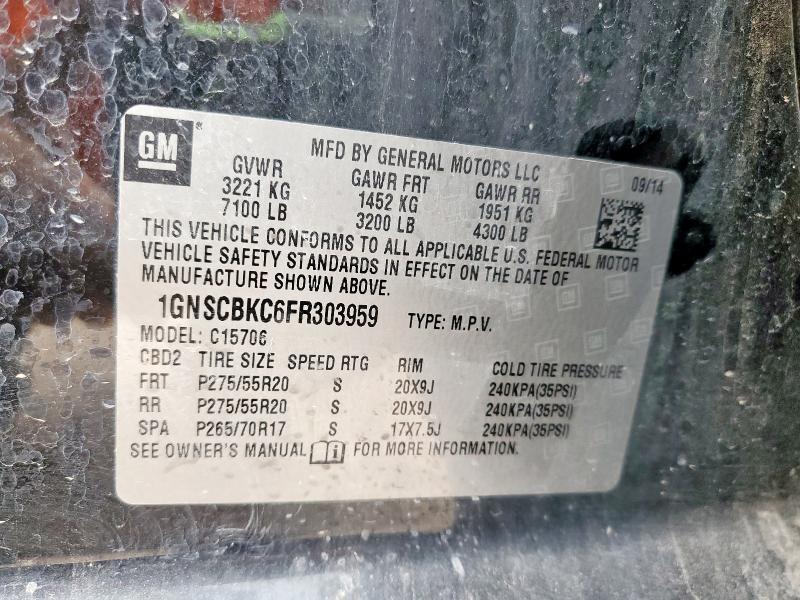 GM
MFD BY GENERAL MOTORS LLC
09/14
GVWR GAWR FRT GAWR RR
3221 KG 1452 KG 1951 KG
7100 LB 3200 LB 4300 LB
THIS VEHICLE CONFORMS TO ALL APPLICABLE U.S. FEDERAL MOTOR
VEHICLE SAFETY STANDARDS IN EFFECT ON THE DATE OF
MANUFACTURE SHOWN ABOVE.
1GNSCBKC6FR303959 TYPE: M.P.V.
MODEL: C15706
CBD2 TIRE SIZE SPEED RTG RIM COLD TIRE PRESSURE
FRT P275/55R20 S 20X9J 240KPA(35PSI)
RR P275/55R20 S 20X9J 240KPA(35PSI)
SPA P265/70R17 S 17X7.5J 240KPA(35PSI)
SEE OWNER'S MANUAL FOR MORE INFORMATION.